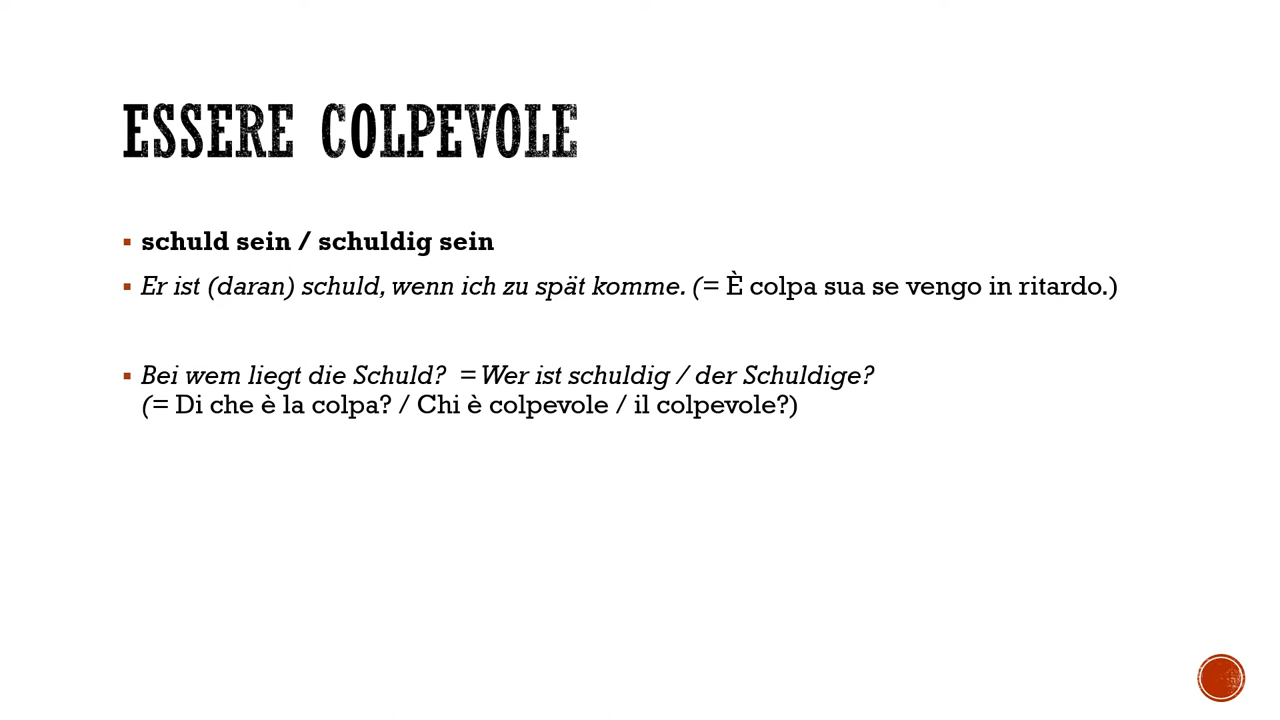 ESSERE COLPEVOLE
▪ schuld sein / schuldig sein
▪ Er ist (daran) schuld, wenn ich zu spät komme. (= È colpa sua se vengo in ritardo.)
▪ Bei wem liegt die Schuld? = Wer ist schuldig / der Schuldige?
(= Di che è la colpa? / Chi è colpevole / il colpevole?)